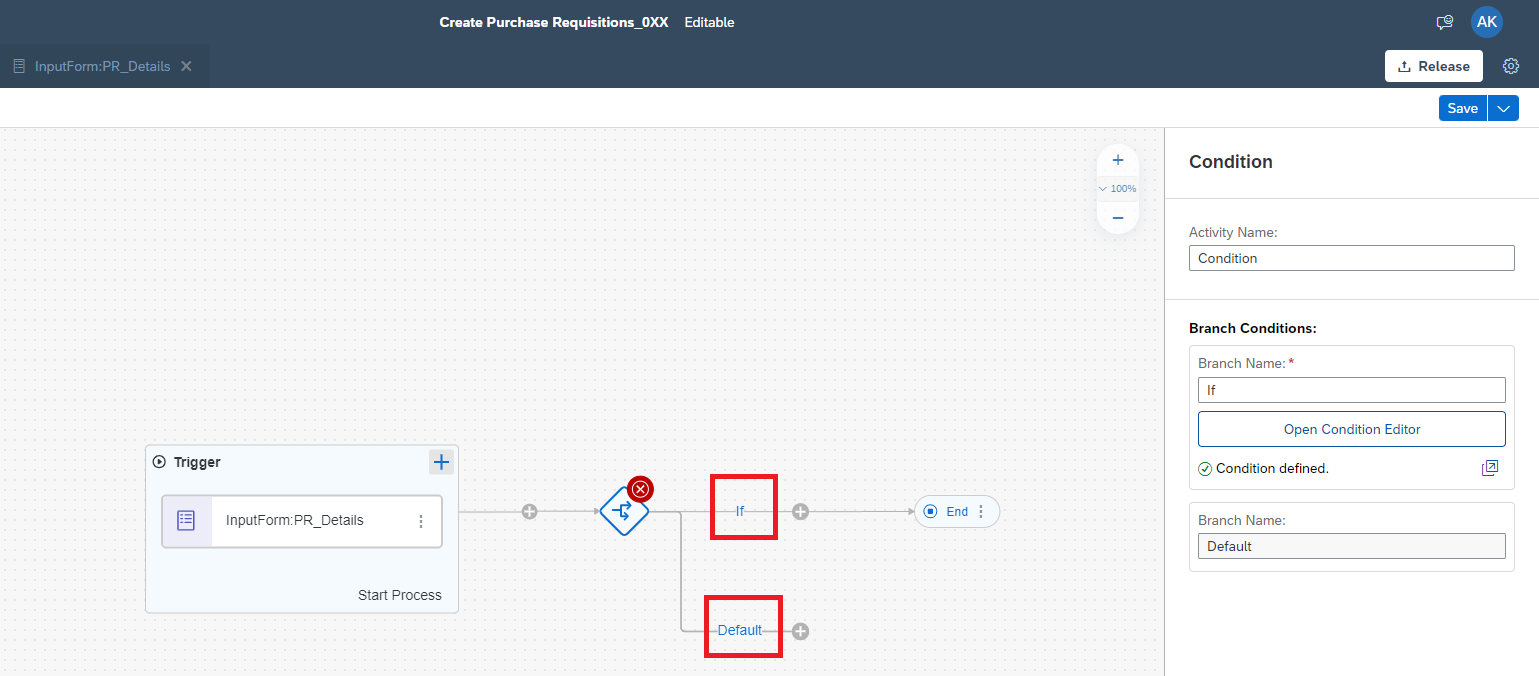 Create Purchase Requisitions_0XX Editable
AK
InputForm:PR_Details
Release
Save
Condition
100%
Activity Name:
Condition
Branch Conditions:
Branch Name: *
If
Open Condition Editor
Condition defined.
Branch Name:
Default
Trigger
InputForm:PR_Details
Start Process
If
End
Default